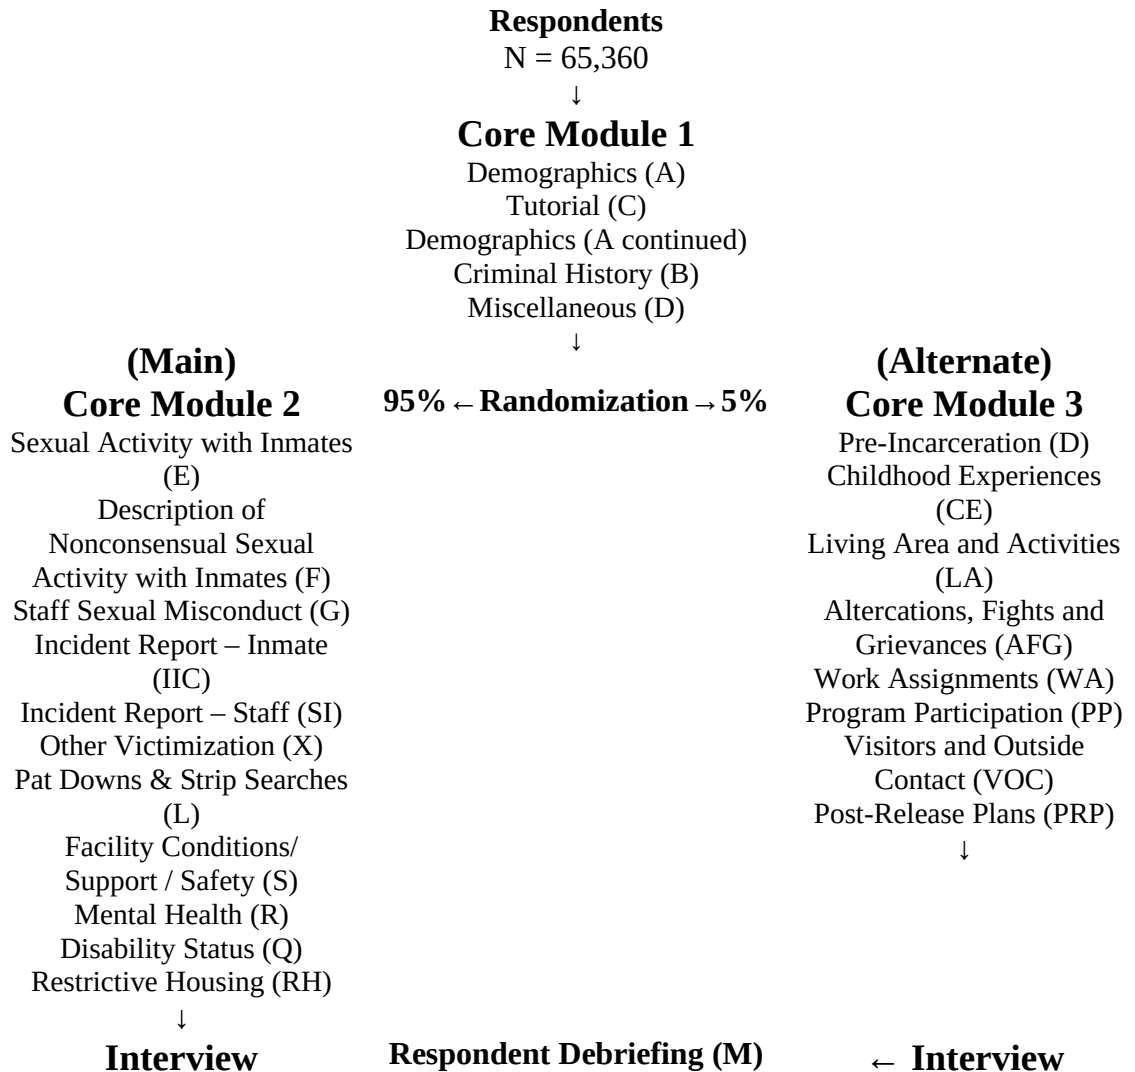 Respondents
N = 65,360
↓
Core Module 1
Demographics (A)
Tutorial (C)
Demographics (A continued)
Criminal History (B)
Miscellaneous (D)
↓
(Main)
Core Module 2
Sexual Activity with Inmates
(E)
Description of
Nonconsensual Sexual
Activity with Inmates (F)
Staff Sexual Misconduct (G)
Incident Report – Inmate
(IIC)
Incident Report – Staff (SI)
Other Victimization (X)
Pat Downs & Strip Searches
(L)
Facility Conditions/
Support / Safety (S)
Mental Health (R)
Disability Status (Q)
Restrictive Housing (RH)
↓
Interview
95%←Randomization→5%
Respondent Debriefing (M)
(Alternate)
Core Module 3
Pre-Incarceration (D)
Childhood Experiences
(CE)
Living Area and Activities
(LA)
Altercations, Fights and
Grievances (AFG)
Work Assignments (WA)
Program Participation (PP)
Visitors and Outside
Contact (VOC)
Post-Release Plans (PRP)
↓
← Interview